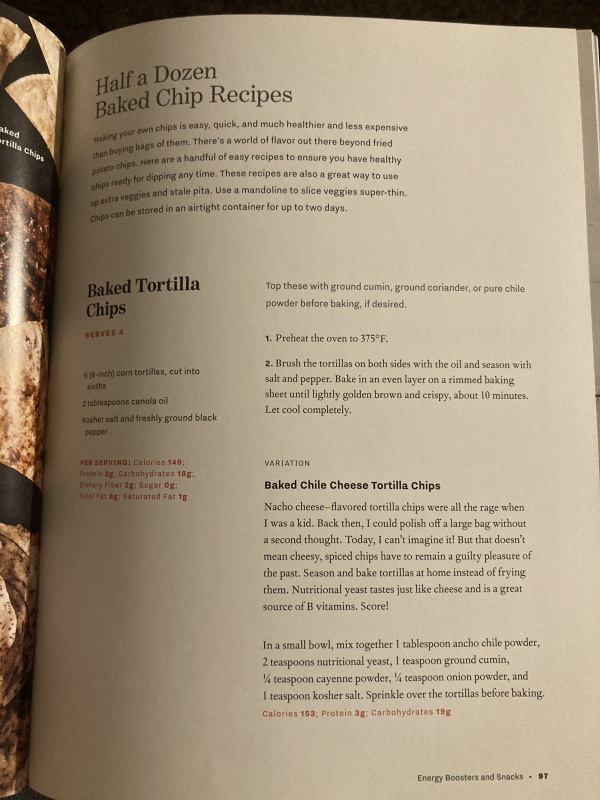 aked
ortilla Chips
Half a Dozen
Baked Chip Recipes
Making your own chips is easy, quick, and much healthier and less expensive
than buying bags of them. There's a world of flavor out there beyond fried
potato chips. Here are a handful of easy recipes to ensure you have healthy
chips ready for dipping any time. These recipes are also a great way to use
up extra veggies and stale pita. Use a mandoline to slice veggies super-thin.
Chips can be stored in an airtight container for up to two days.
Baked Tortilla
Chips
SERVES 4
6 (6-inch) corn tortillas, cut into
sixths
2 tablespoons canola oil
Kosher salt and freshly ground black
pepper
PER SERVING: Calories 149;
Protein 2g; Carbohydrates 18g;
Dietary Fiber 2g; Sugar 0g;
Total Fat 8g; Saturated Fat 1g
Top these with ground cumin, ground coriander, or pure chile
powder before baking, if desired.
1. Preheat the oven to 375°F.
2. Brush the tortillas on both sides with the oil and season with
salt and pepper. Bake in an even layer on a rimmed baking
sheet until lightly golden brown and crispy, about 10 minutes.
Let cool completely.
VARIATION
Baked Chile Cheese Tortilla Chips
Nacho cheese–flavored tortilla chips were all the rage when
I was a kid. Back then, I could polish off a large bag without
a second thought. Today, I can't imagine it! But that doesn't
mean cheesy, spiced chips have to remain a guilty pleasure of
the past. Season and bake tortillas at home instead of frying
them. Nutritional yeast tastes just like cheese and is a great
source of B vitamins. Score!
In a small bowl, mix together 1 tablespoon ancho chile powder,
2 teaspoons nutritional yeast, 1 teaspoon ground cumin,
¼ teaspoon cayenne powder, ¼ teaspoon onion powder, and
1 teaspoon kosher salt. Sprinkle over the tortillas before baking.
Calories 153; Protein 3g; Carbohydrates 19g
Energy Boosters and Snacks • 97